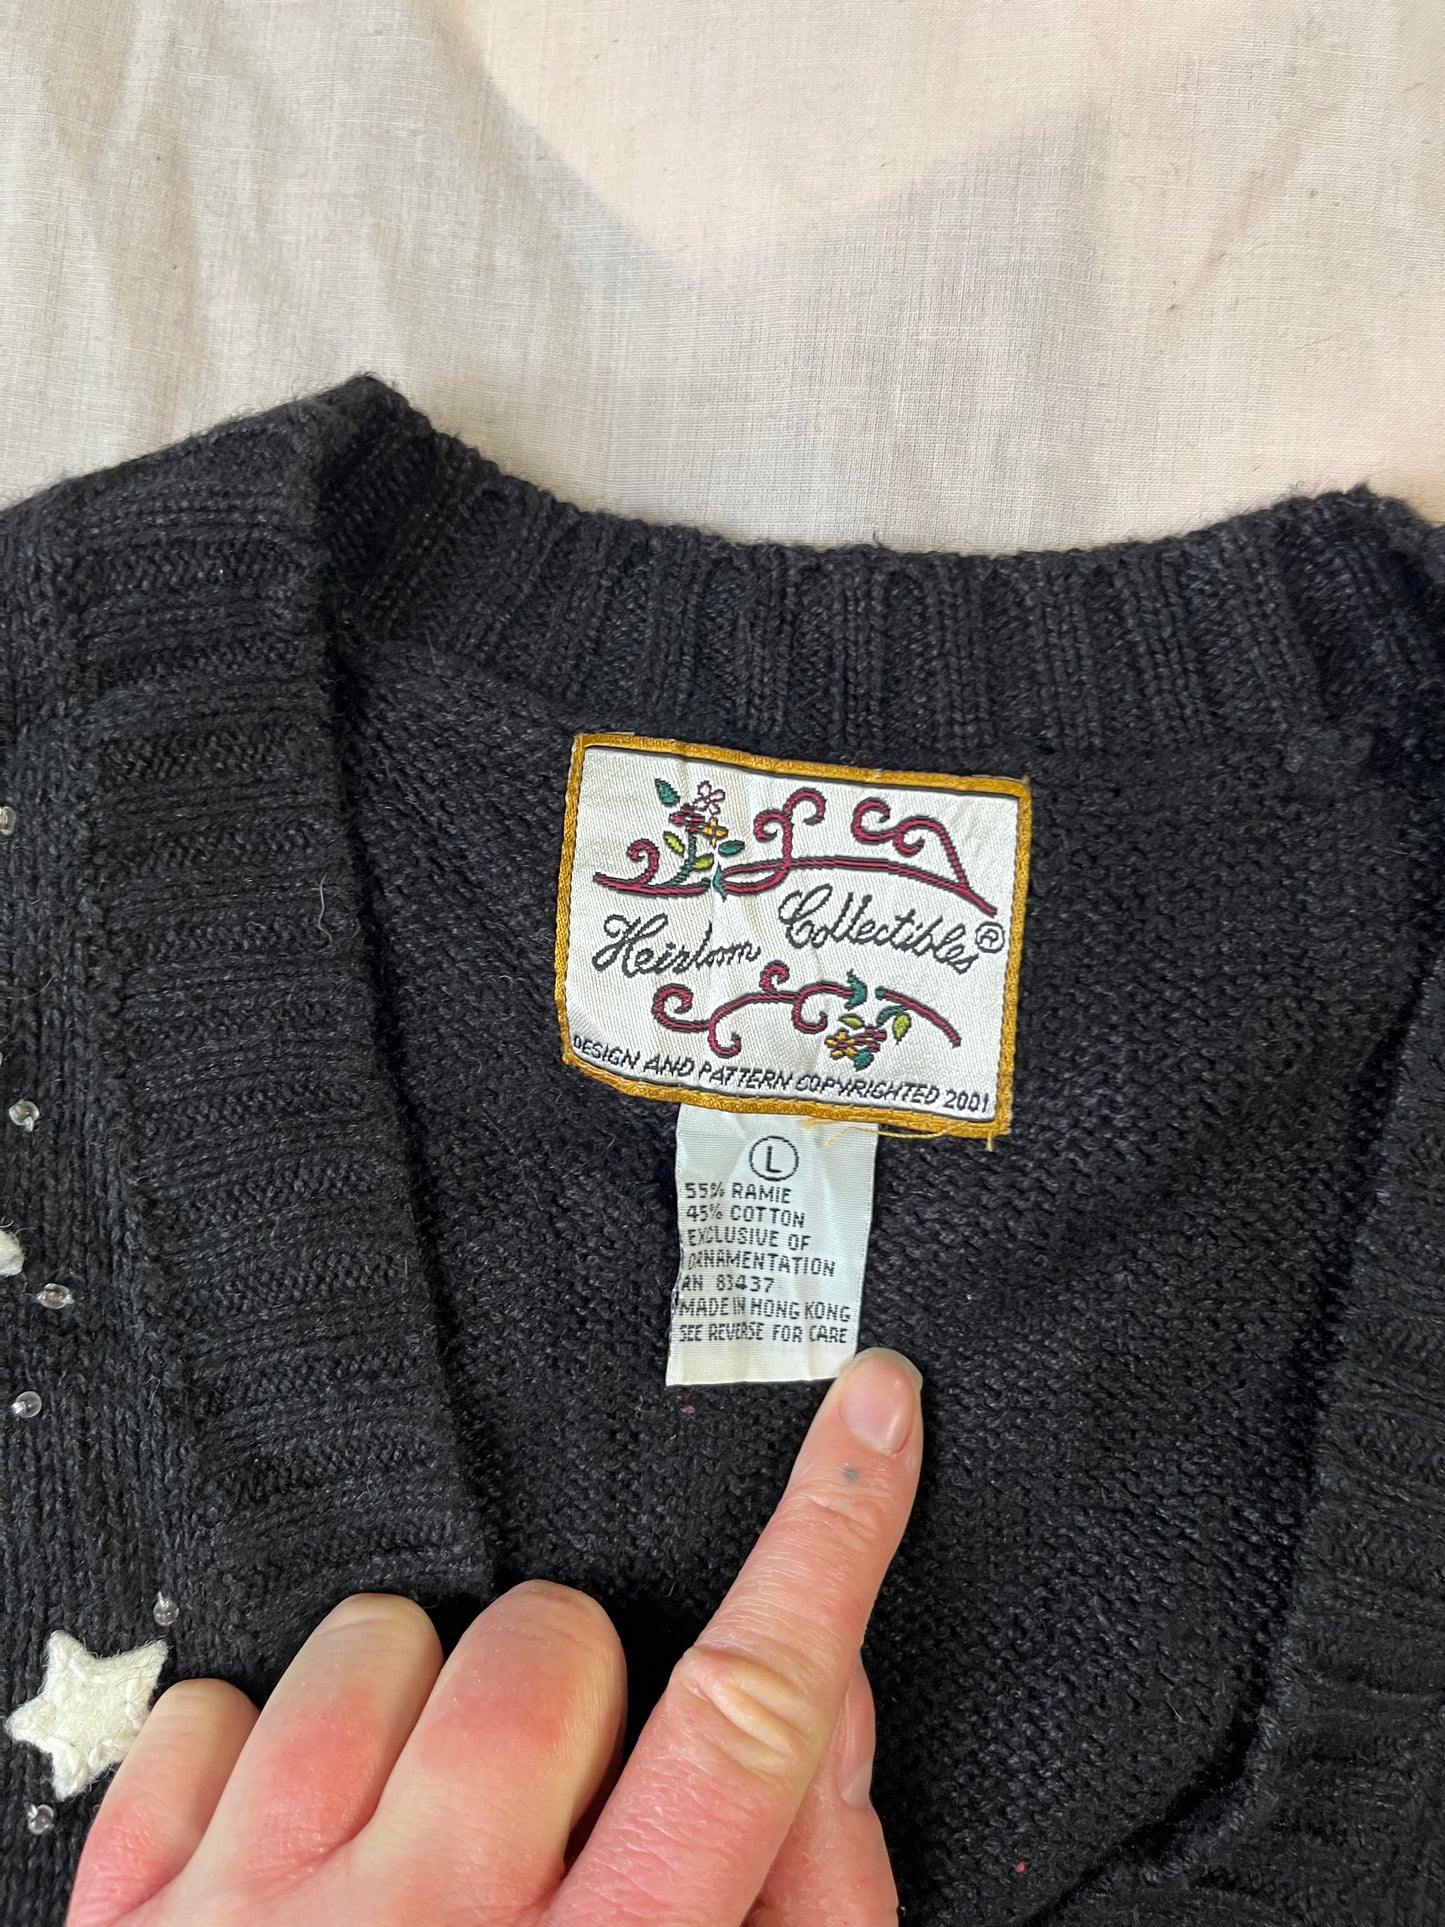 Heirloom Collectibles®
DESIGN AND PATTERN COPYRIGHTED 2001
L
55% RAMIE
45% COTTON
EXCLUSIVE OF
ORNAMENTATION
RN 83437
MADE IN HONG KONG
SEE REVERSE FOR CARE